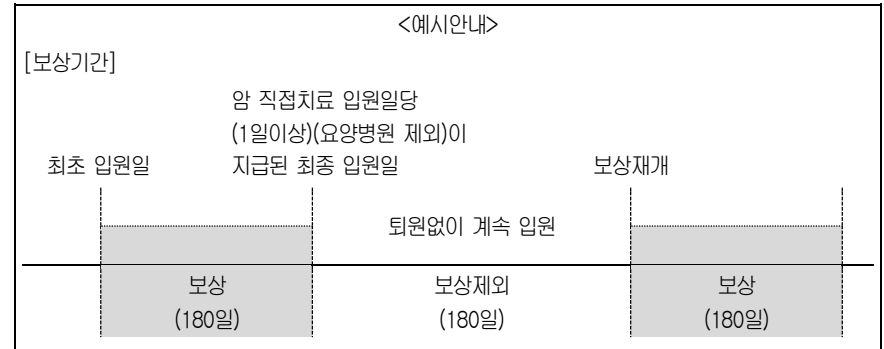 <예시안내>
[보상기간]
암 직접치료 입원일당
(1일이상)(요양병원 제외)이
최초 입원일 지급된 최종 입원일 보상재개
퇴원없이 계속 입원
보상 보상제외 보상
(180일) (180일) (180일)